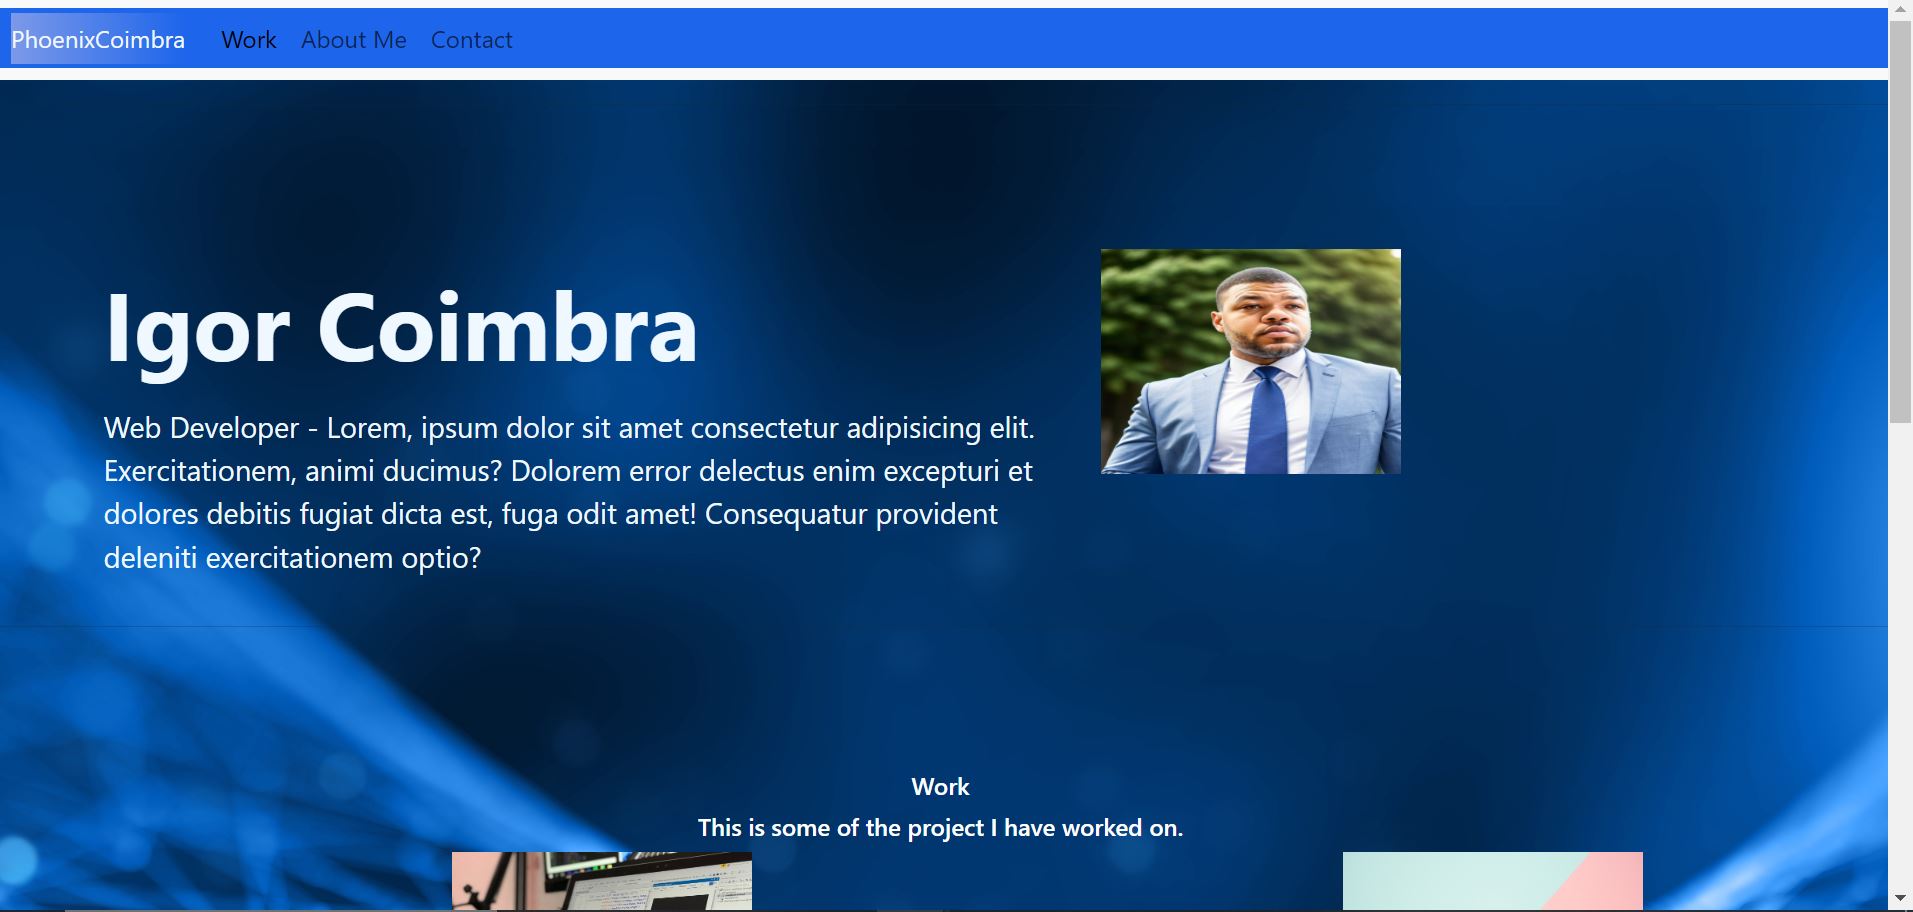 PhoenixCoimbra Work About Me Contact
Igor Coimbra
Web Developer - Lorem, ipsum dolor sit amet consectetur adipisicing elit.
Exercitationem, animi ducimus? Dolorem error delectus enim excepturi et
dolores debitis fugiat dicta est, fuga odit amet! Consequatur provident
deleniti exercitationem optio?
Work
This is some of the project I have worked on.